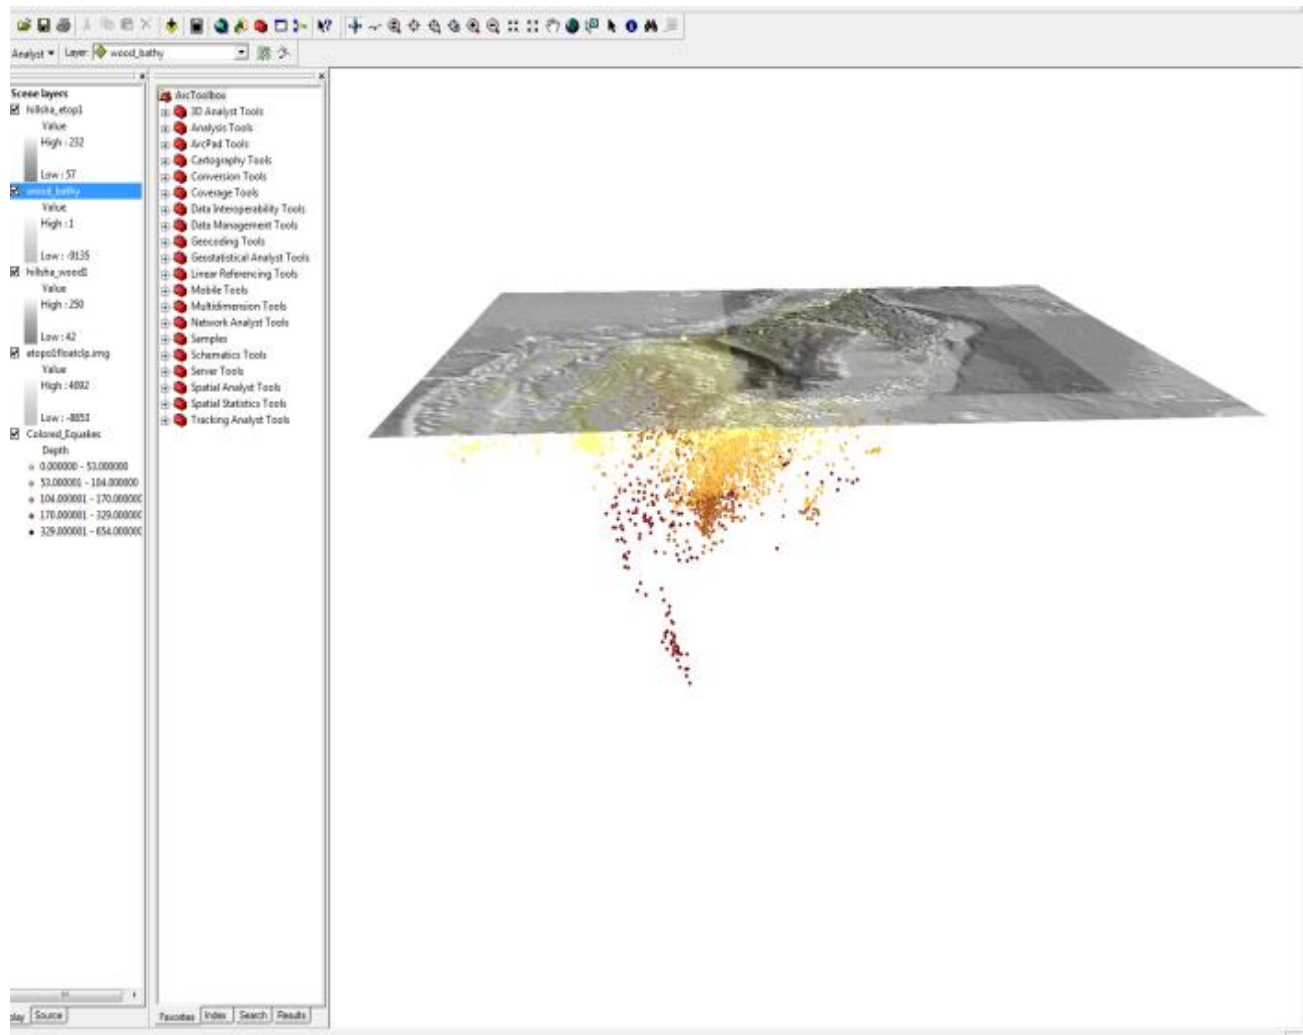 Analyst Layer: wood_bathy
Scene layers
hillsha_etop1
Value
High : 232
Low : 57
wood_bathy
Value
High : 1
Low : -9135
hillsha_wood1
Value
High : 250
Low : 42
etopo1floatclp.img
Value
High : 4092
Low : -8853
Colored_Equakes
Depth
0.000000 - 53.000000
53.000001 - 104.000000
104.000001 - 170.000000
170.000001 - 329.000000
329.000001 - 654.000000
Source
ArcToolbox
3D Analyst Tools
Analysis Tools
ArcPad Tools
Cartography Tools
Conversion Tools
Coverage Tools
Data Interoperability Tools
Data Management Tools
Geocoding Tools
Geostatistical Analyst Tools
Linear Referencing Tools
Mobile Tools
Multidimension Tools
Network Analyst Tools
Samples
Schematics Tools
Server Tools
Spatial Analyst Tools
Spatial Statistics Tools
Tracking Analyst Tools
Favorites Index Search Results